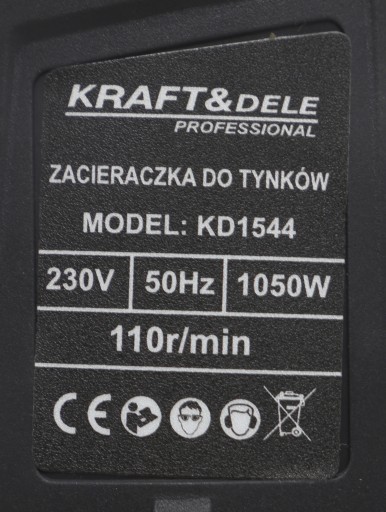 KRAFT&DELE
PROFESSIONAL
ZACIERACZKA DO TYNKÓW
MODEL: KD1544
230V 50Hz 1050W
110r/min
CE